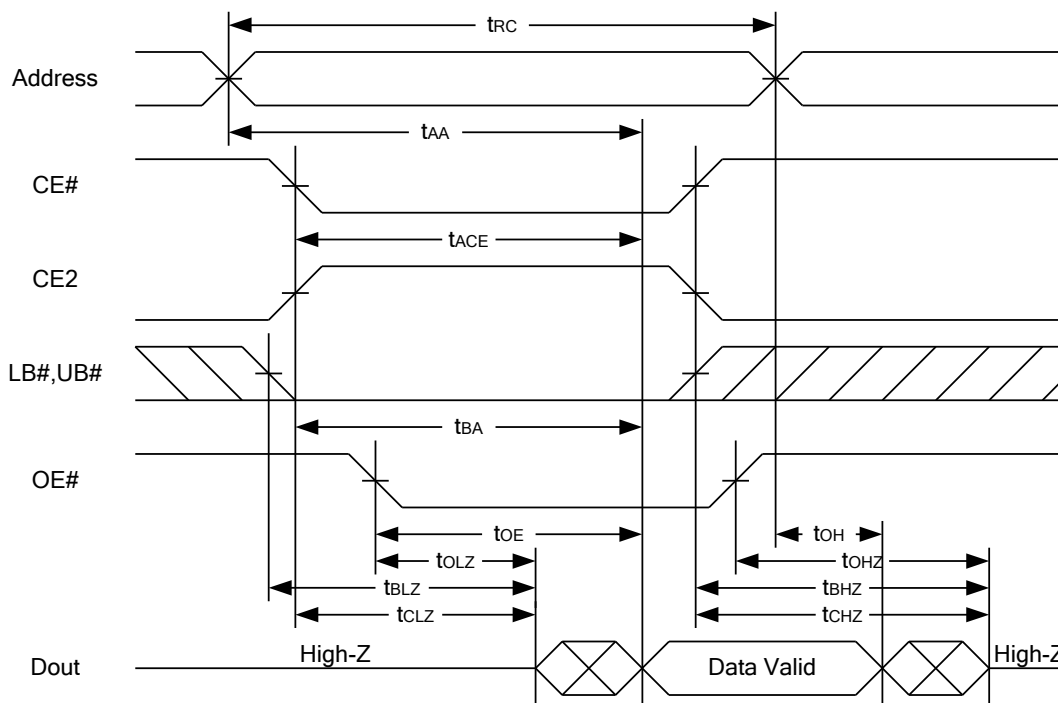 tRC
Address
tAA
CE#
tACE
CE2
LB#,UB#
tBA
OE#
tOE
tOH
tOLZ
tOHZ
tBLZ
tBHZ
tCLZ
tCHZ
High-Z
Dout
Data Valid
High-Z